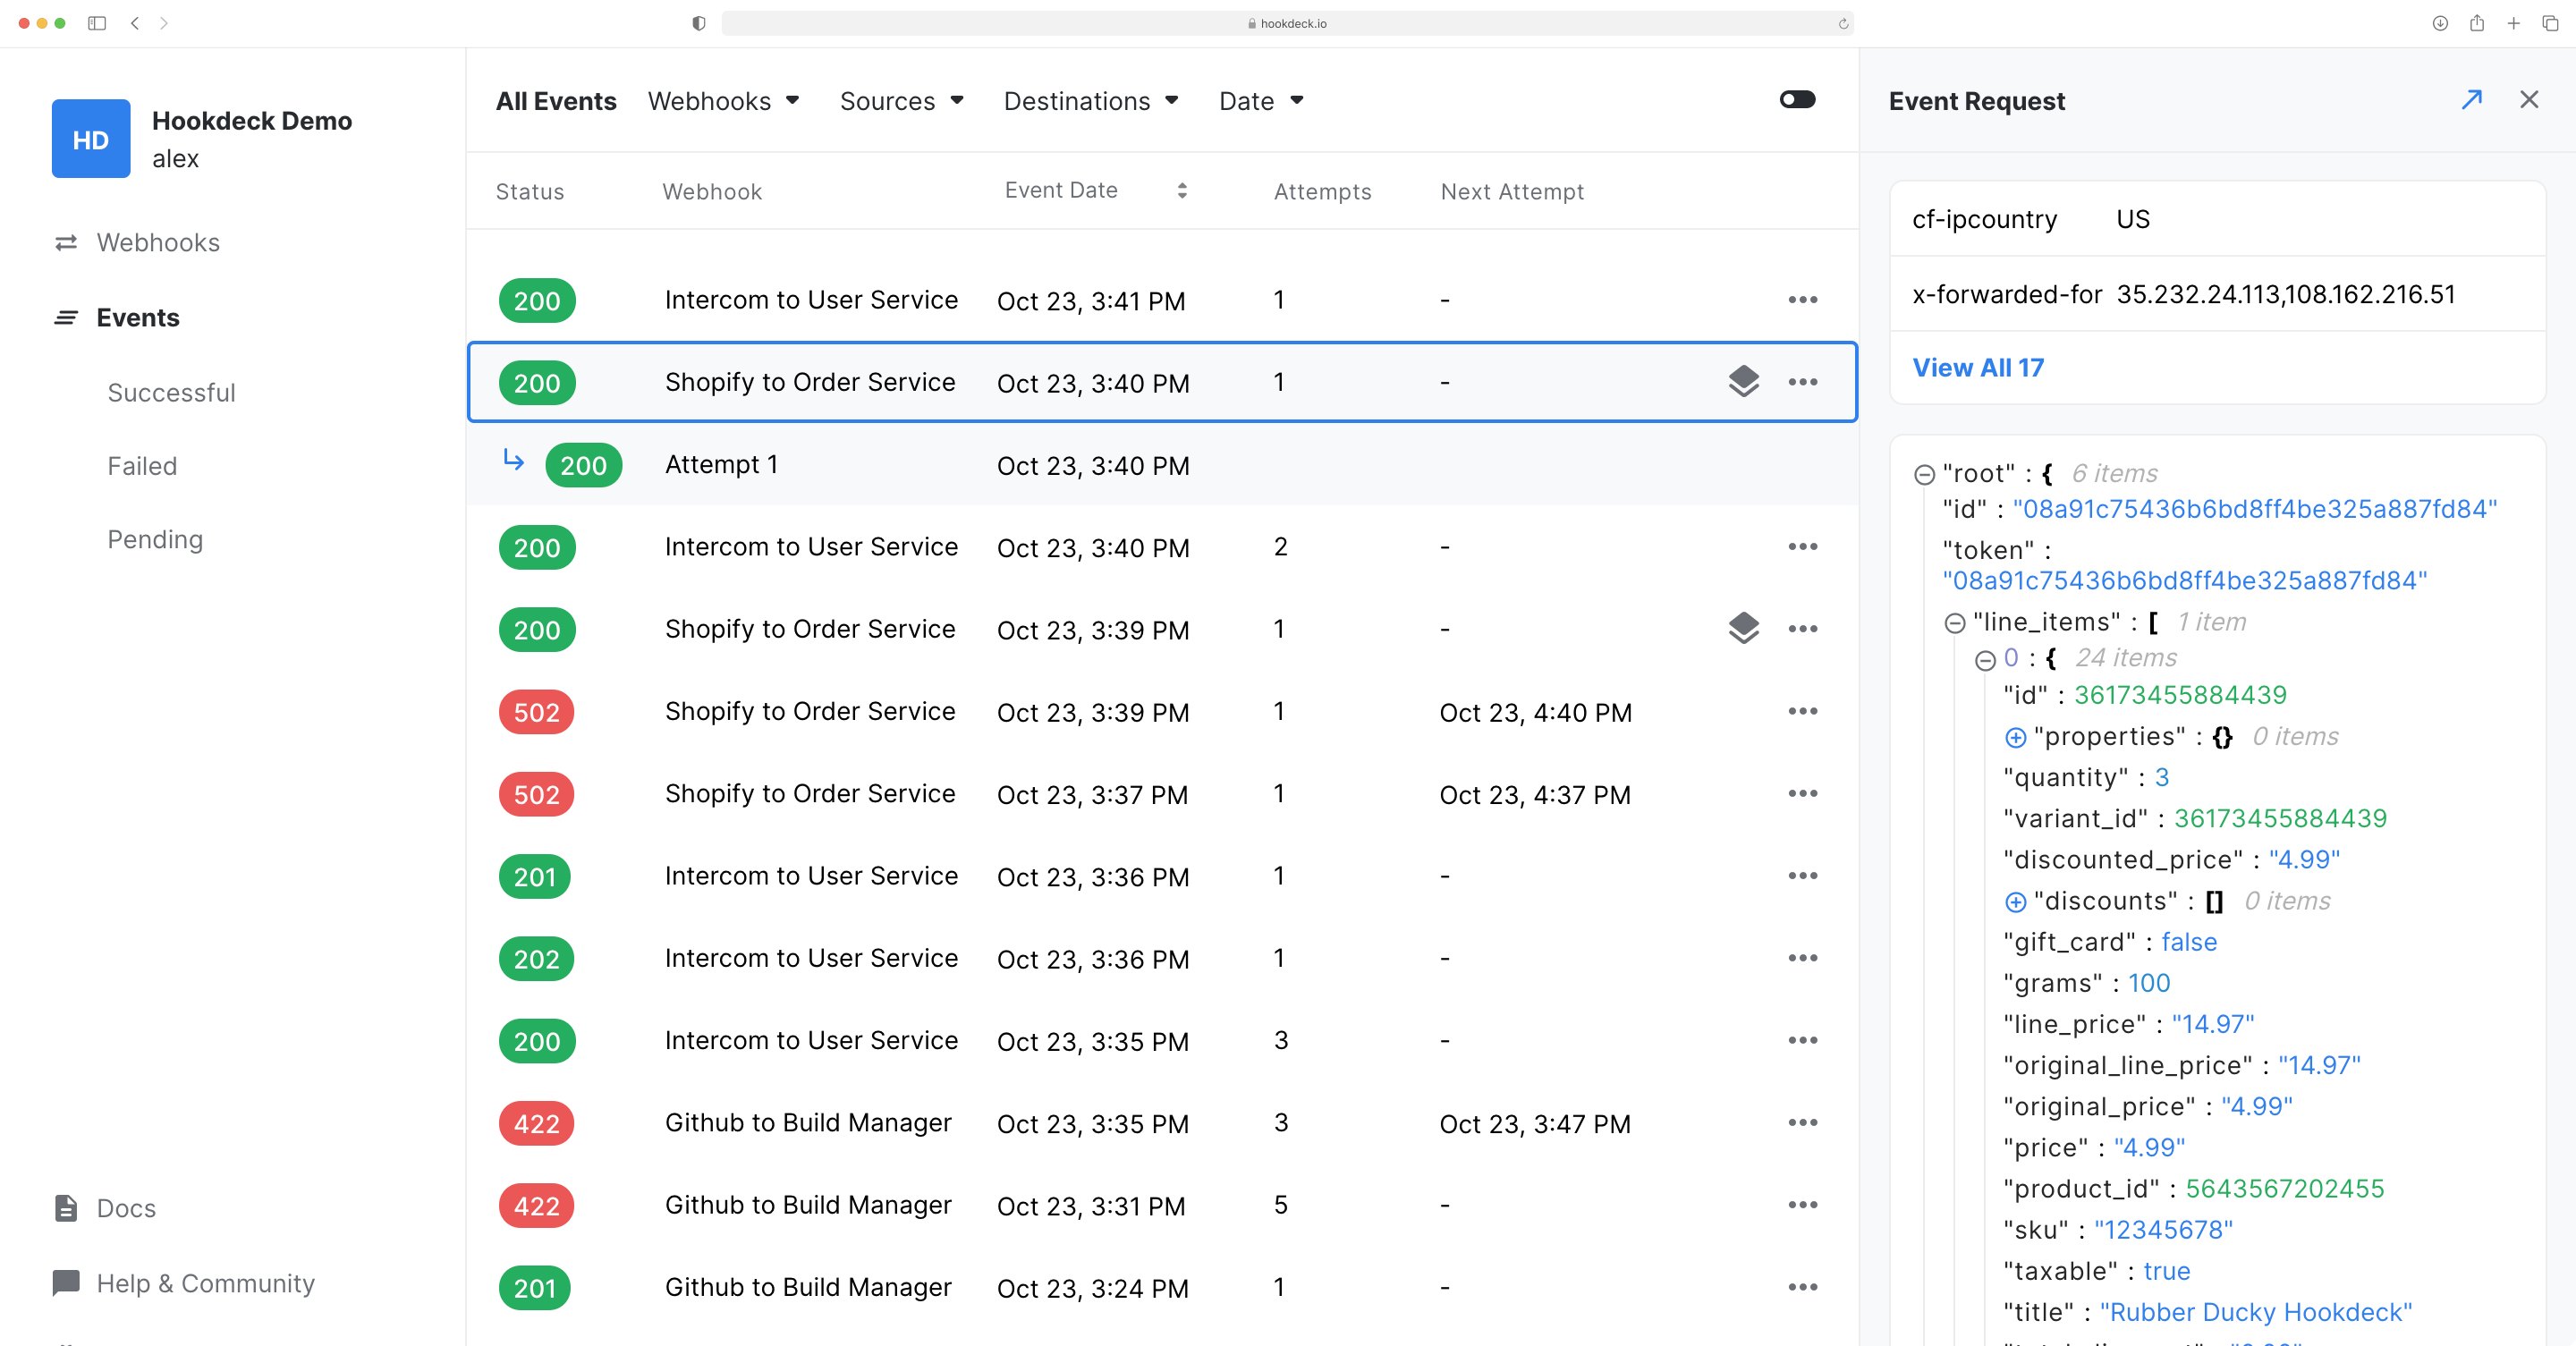 hookdeck.io
HD
Hookdeck Demo
alex
Webhooks
Events
Successful
Failed
Pending
Docs
Help & Community
All Events Webhooks Sources Destinations Date
Status Webhook Event Date Attempts Next Attempt
200 Intercom to User Service Oct 23, 3:41 PM 1 -
200 Shopify to Order Service Oct 23, 3:40 PM 1 -
200 Attempt 1 Oct 23, 3:40 PM
200 Intercom to User Service Oct 23, 3:40 PM 2 -
200 Shopify to Order Service Oct 23, 3:39 PM 1 -
502 Shopify to Order Service Oct 23, 3:39 PM 1 Oct 23, 4:40 PM
502 Shopify to Order Service Oct 23, 3:37 PM 1 Oct 23, 4:37 PM
201 Intercom to User Service Oct 23, 3:36 PM 1 -
202 Intercom to User Service Oct 23, 3:36 PM 1 -
200 Intercom to User Service Oct 23, 3:35 PM 3 -
422 Github to Build Manager Oct 23, 3:35 PM 3 Oct 23, 3:47 PM
422 Github to Build Manager Oct 23, 3:31 PM 5 -
201 Github to Build Manager Oct 23, 3:24 PM 1 -
Event Request
cf-ipcountry US
x-forwarded-for 35.232.24.113,108.162.216.51
View All 17
"root" : { 6 items
"id" : "08a91c75436b6bd8ff4be325a887fd84"
"token" :
"08a91c75436b6bd8ff4be325a887fd84"
"line_items" : [ 1 item
0 : { 24 items
"id" : 36173455884439
"properties" : {} 0 items
"quantity" : 3
"variant_id" : 36173455884439
"discounted_price" : "4.99"
"discounts" : [] 0 items
"gift_card" : false
"grams" : 100
"line_price" : "14.97"
"original_line_price" : "14.97"
"original_price" : "4.99"
"price" : "4.99"
"product_id" : 5643567202455
"sku" : "12345678"
"taxable" : true
"title" : "Rubber Ducky Hookdeck"